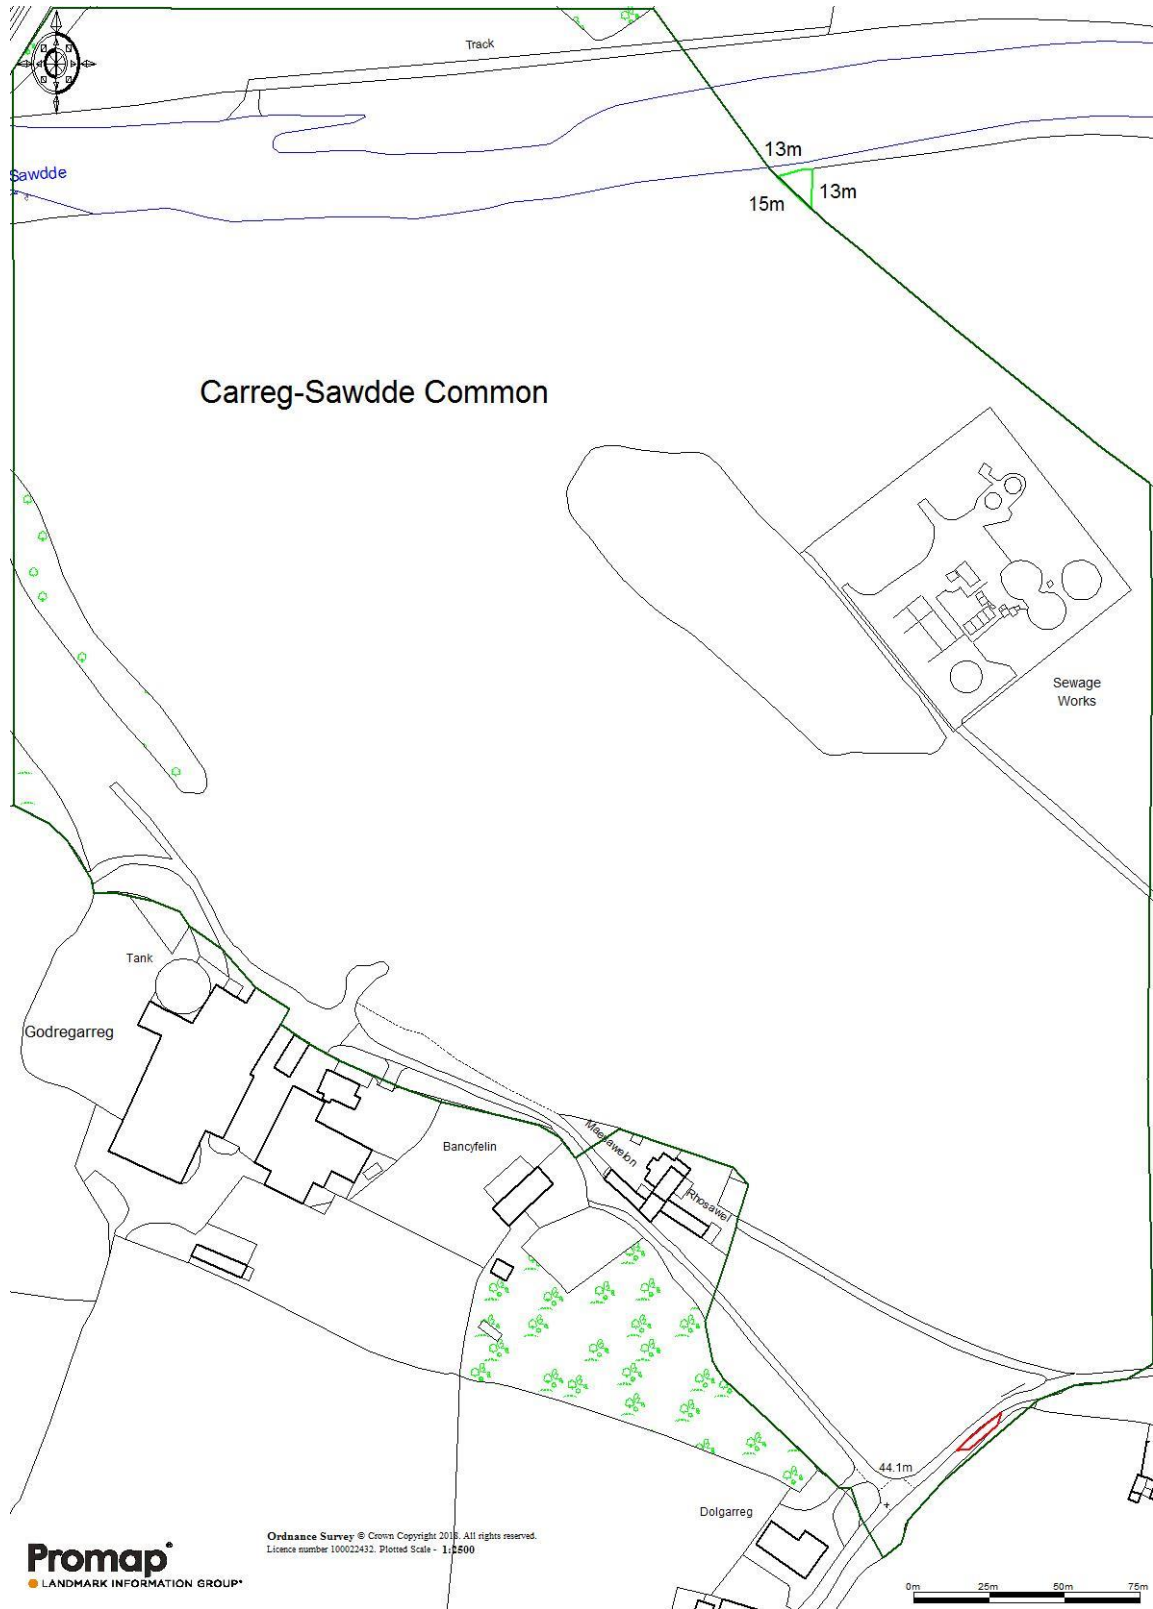 Track
Sawdde
13m
13m
15m
Carreg-Sawdde Common
Sewage
Works
Tank
Godregarreg
Bancyfelin
Maesawelon
Rhosawel
44.1m
Dolgarreg
Ordnance Survey © Crown Copyright 2018. All rights reserved.
Licence number 100022432. Plotted Scale - 1:2500
Promap
LANDMARK INFORMATION GROUP
0m 25m 50m 75m